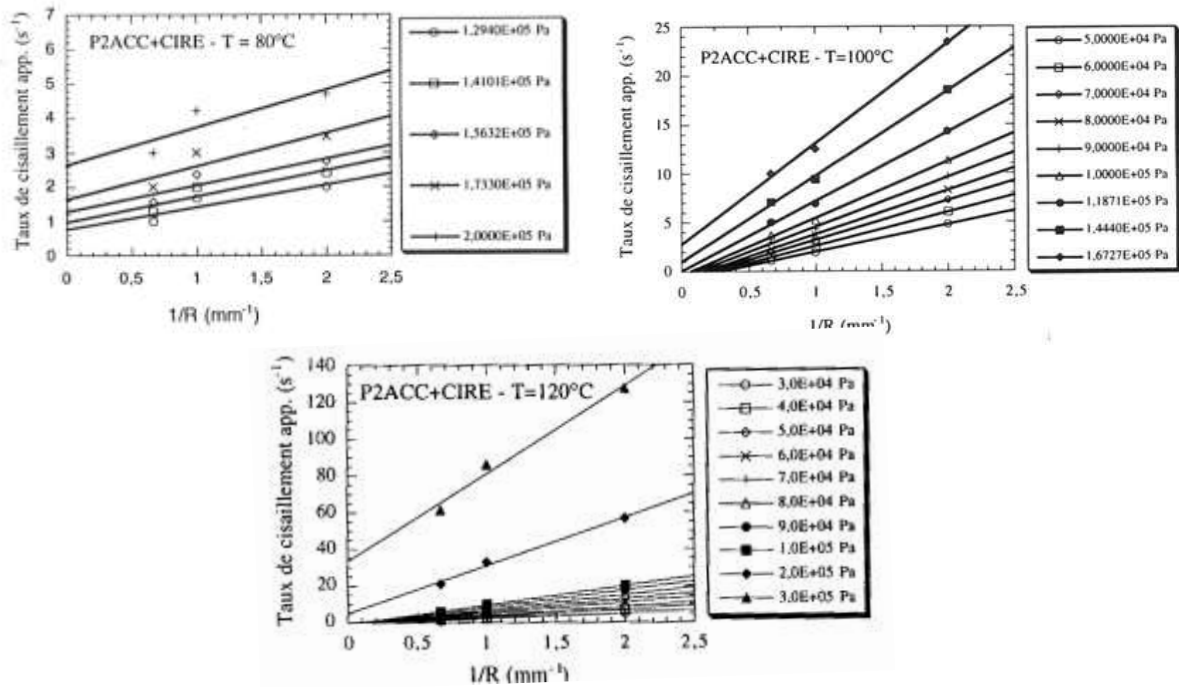 P2ACC+CIRE - T = 80°C
Taux de cisaillement app. (s⁻¹)
7
6
5
4
3
2
1
0
0
0,5
1
1,5
2
2,5
1/R (mm⁻¹)
1,2940E+05 Pa
1,4101E+05 Pa
1,5632E+05 Pa
1,7330E+05 Pa
2,0000E+05 Pa
P2ACC+CIRE - T=100°C
Taux de cisaillement app. (s⁻¹)
25
20
15
10
5
0
0
0,5
1
1,5
2
2,5
1/R (mm⁻¹)
5,0000E+04 Pa
6,0000E+04 Pa
7,0000E+04 Pa
8,0000E+04 Pa
9,0000E+04 Pa
1,0000E+05 Pa
1,1871E+05 Pa
1,4440E+05 Pa
1,6727E+05 Pa
P2ACC+CIRE - T=120°C
Taux de cisaillement app. (s⁻¹)
140
120
100
80
60
40
20
0
0
0,5
1
1,5
2
2,5
1/R (mm⁻¹)
3,0E+04 Pa
4,0E+04 Pa
5,0E+04 Pa
6,0E+04 Pa
7,0E+04 Pa
8,0E+04 Pa
9,0E+04 Pa
1,0E+05 Pa
2,0E+05 Pa
3,0E+05 Pa